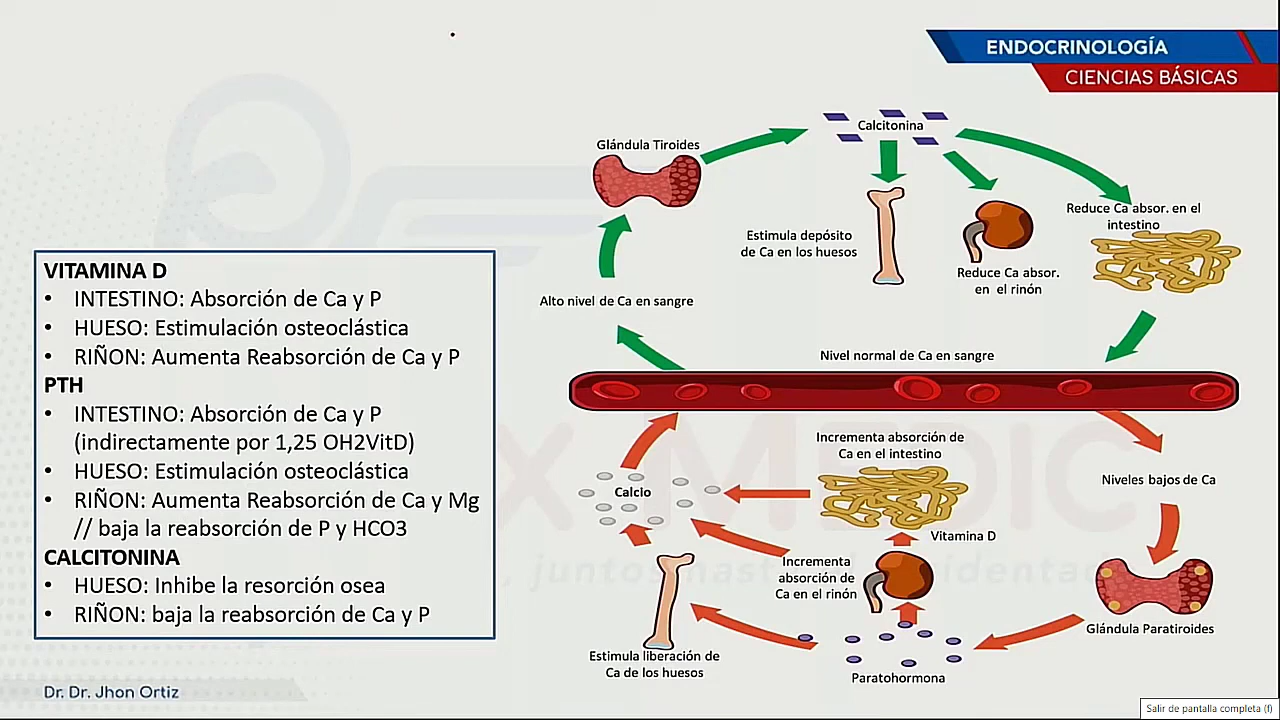 ENDOCRINOLOGÍA
CIENCIAS BÁSICAS
VITAMINA D
• INTESTINO: Absorción de Ca y P
• HUESO: Estimulación osteoclástica
• RIÑON: Aumenta Reabsorción de Ca y P
PTH
• INTESTINO: Absorción de Ca y P
(indirectamente por 1,25 OH2VitD)
• HUESO: Estimulación osteoclástica
• RIÑON: Aumenta Reabsorción de Ca y Mg
// baja la reabsorción de P y HCO3
CALCITONINA
• HUESO: Inhibe la resorción osea
• RIÑON: baja la reabsorción de Ca y P
Dr. Dr. Jhon Ortiz
Glándula Tiroides
Calcitonina
Estimula depósito
de Ca en los huesos
Reduce Ca absor.
en el rinón
Reduce Ca absor. en el
intestino
Alto nivel de Ca en sangre
Nivel normal de Ca en sangre
Incrementa absorción de
Ca en el intestino
Calcio
Niveles bajos de Ca
Vitamina D
Incrementa
absorción de
Ca en el rinón
Glándula Paratiroides
Estimula liberación de
Ca de los huesos
Paratohormona
Salir de pantalla completa (f)